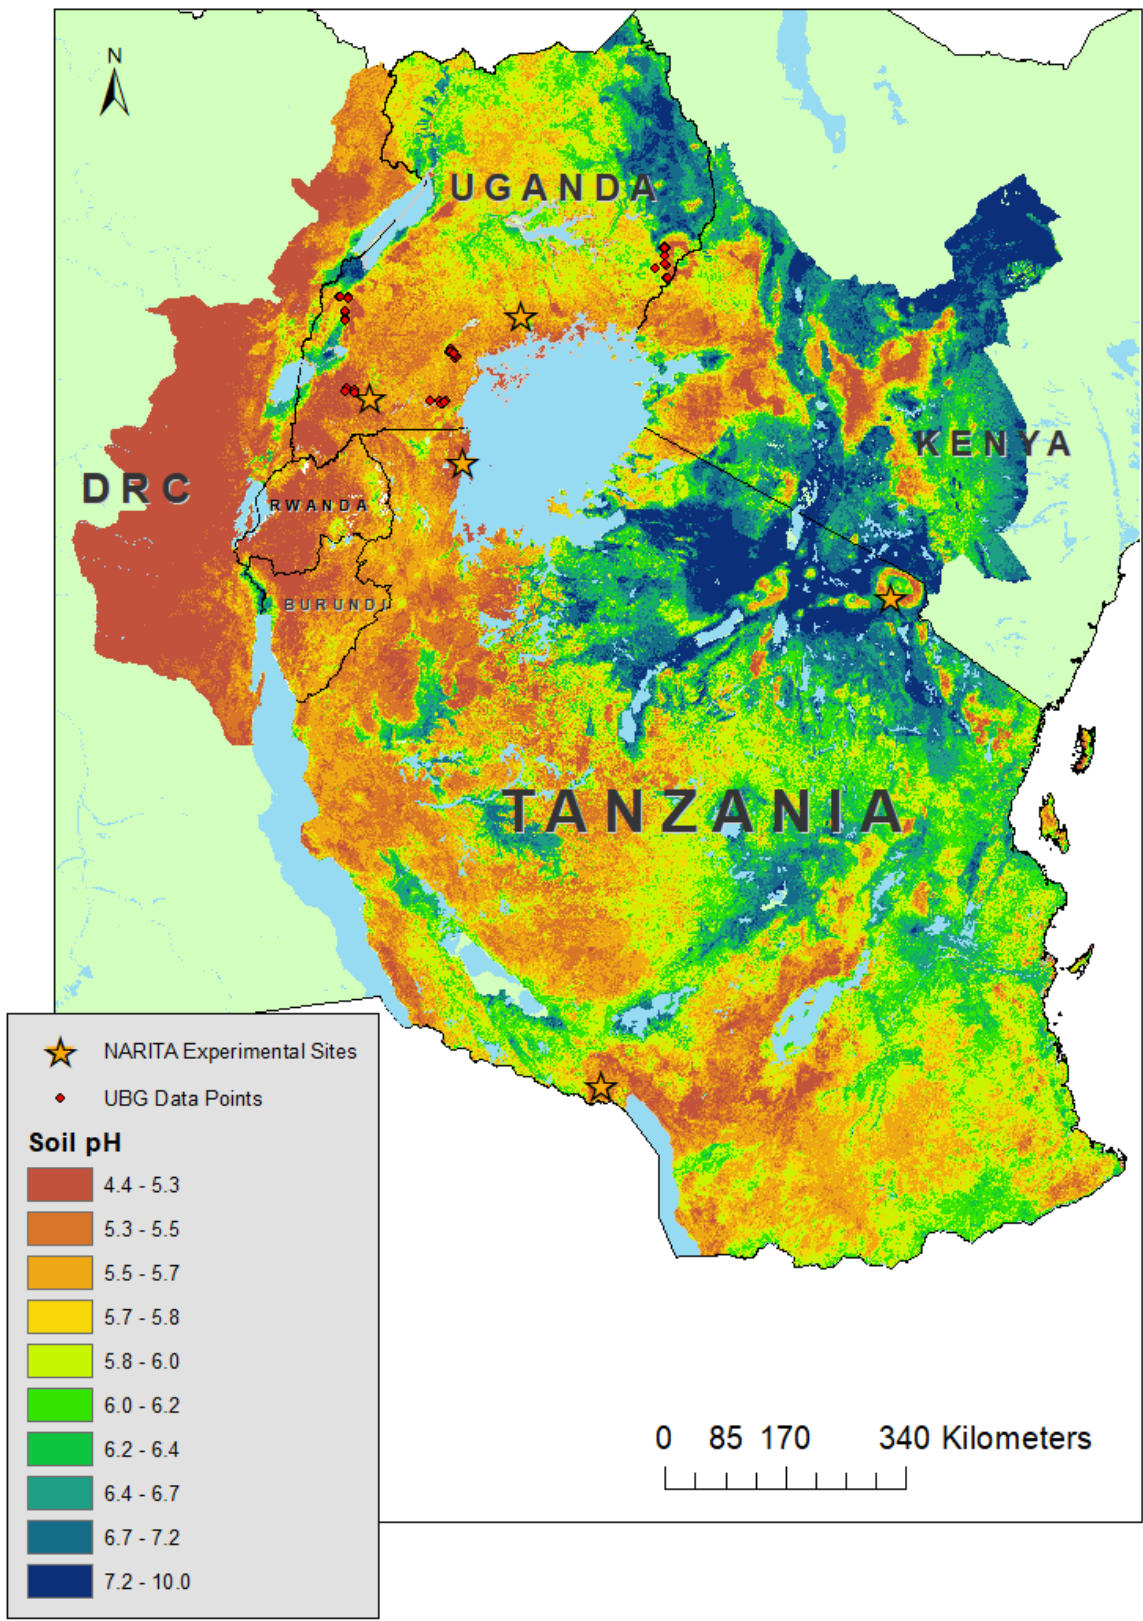 N
UGANDA
KENYA
DRC
RWANDA
BURUNDI
TANZANIA
NARITA Experimental Sites
UBG Data Points
Soil pH
4.4 - 5.3
5.3 - 5.5
5.5 - 5.7
5.7 - 5.8
5.8 - 6.0
6.0 - 6.2
6.2 - 6.4
6.4 - 6.7
6.7 - 7.2
7.2 - 10.0
0 85 170 340 Kilometers